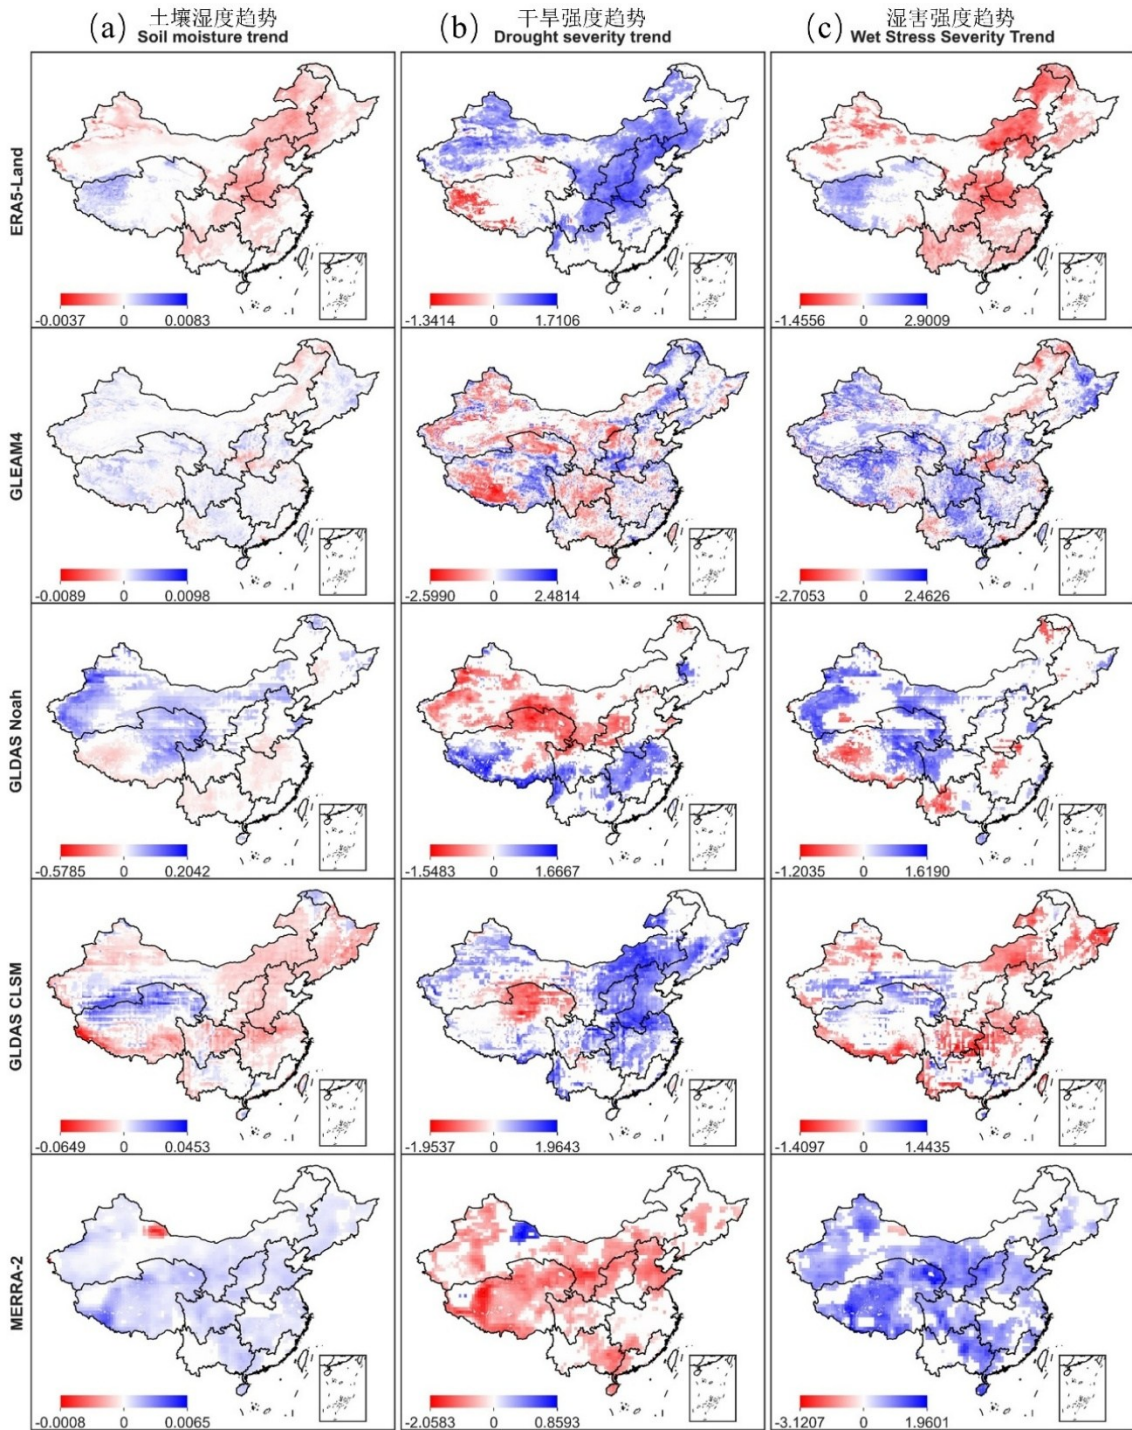 (a) 土壤湿度趋势
Soil moisture trend
(b) 干旱强度趋势
Drought severity trend
(c) 湿害强度趋势
Wet Stress Severity Trend
ERA5-Land
-0.0037 0 0.0083
-1.3414 0 1.7106
-1.4556 0 2.9009
GLEAM4
-0.0089 0 0.0098
-2.5990 0 2.4814
-2.7053 0 2.4626
GLDAS Noah
-0.5785 0 0.2042
-1.5483 0 1.6667
-1.2035 0 1.6190
GLDAS CLSM
-0.0649 0 0.0453
-1.9537 0 1.9643
-1.4097 0 1.4435
MERRA-2
-0.0008 0 0.0065
-2.0583 0 0.8593
-3.1207 0 1.9601